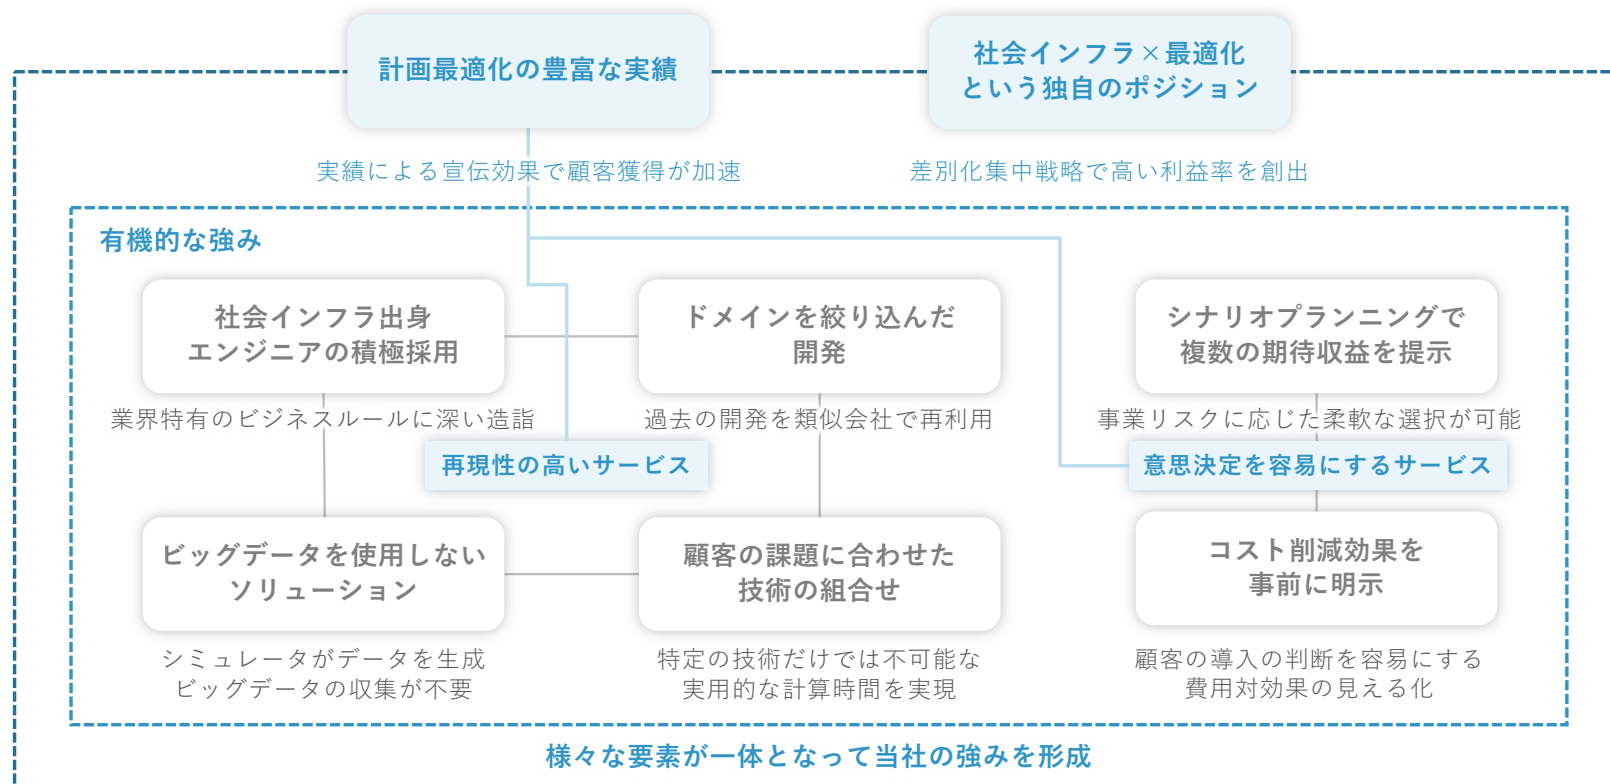 計画最適化の豊富な実績
社会インフラ×最適化
という独自のポジション
実績による宣伝効果で顧客獲得が加速
差別化集中戦略で高い利益率を創出
有機的な強み
社会インフラ出身
エンジニアの積極採用
ドメインを絞り込んだ
開発
シナリオプランニングで
複数の期待収益を提示
業界特有のビジネスルールに深い造詣
過去の開発を類似会社で再利用
事業リスクに応じた柔軟な選択が可能
再現性の高いサービス
意思決定を容易にするサービス
ビッグデータを使用しない
ソリューション
顧客の課題に合わせた
技術の組合せ
コスト削減効果を
事前に明示
シミュレータがデータを生成
ビッグデータの収集が不要
特定の技術だけでは不可能な
実用的な計算時間を実現
顧客の導入の判断を容易にする
費用対効果の見える化
様々な要素が一体となって当社の強みを形成